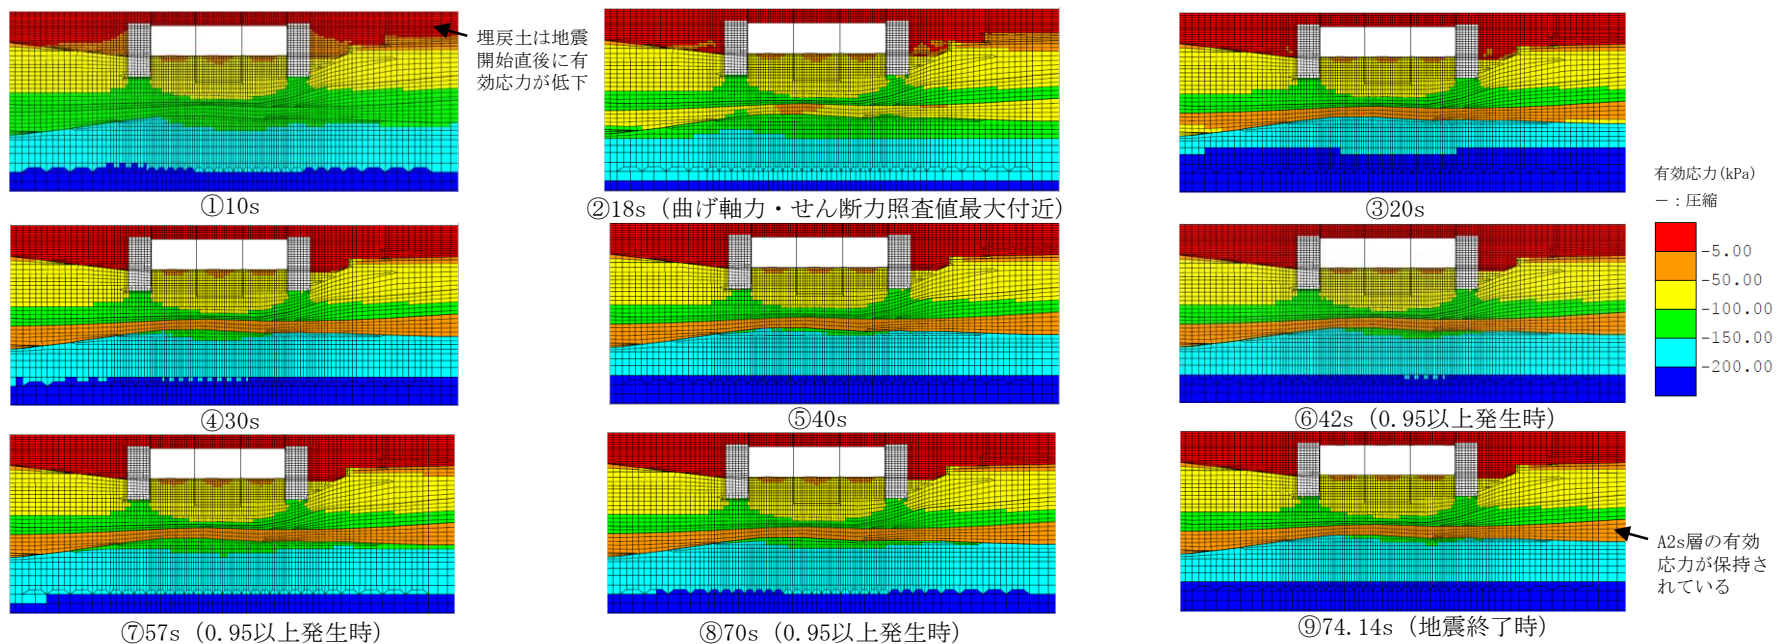 埋戻土は地震
開始直後に有
効応力が低下
①10s
②18s（曲げ軸力・せん断力照査値最大付近）
③20s
有効応力(kPa)
－：圧縮
-5.00
-50.00
-100.00
-150.00
-200.00
④30s
⑤40s
⑥42s（0.95以上発生時）
A2s層の有効
応力が保持さ
れている
⑦57s（0.95以上発生時）
⑧70s（0.95以上発生時）
⑨74.14s（地震終了時）